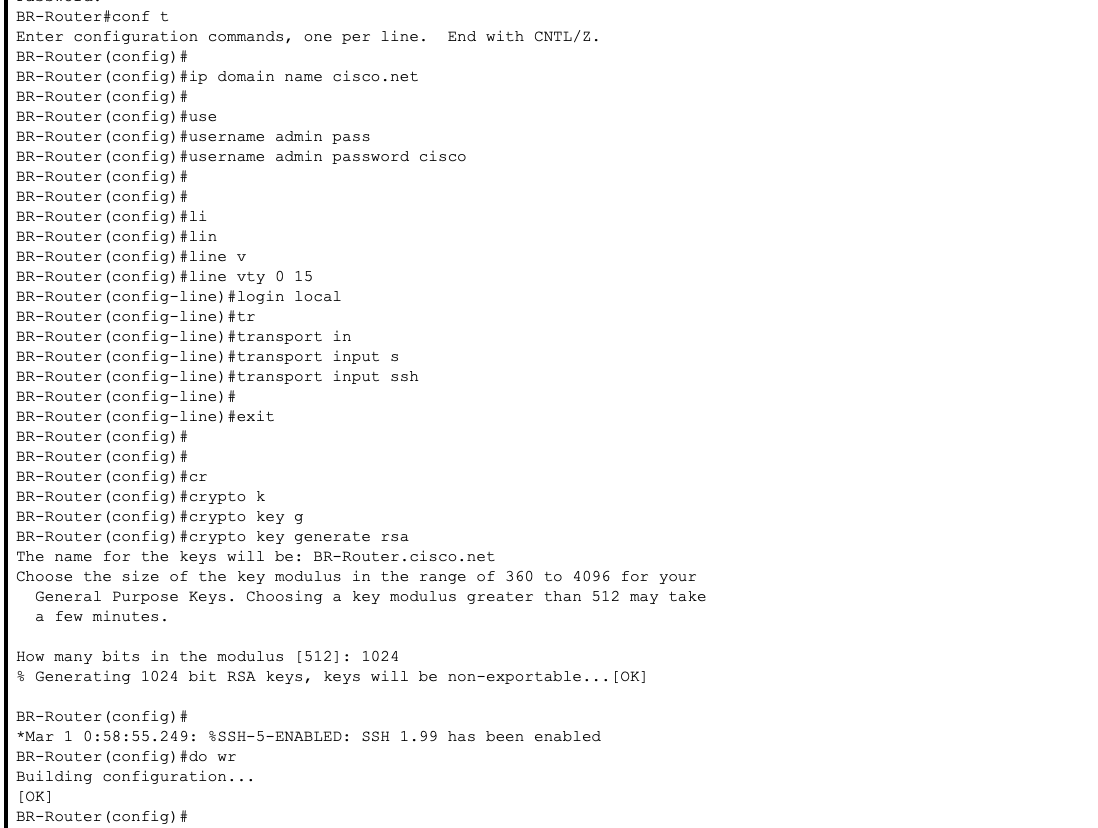 Password:
BR-Router#conf t
Enter configuration commands, one per line.  End with CNTL/Z.
BR-Router(config)#
BR-Router(config)#ip domain name cisco.net
BR-Router(config)#
BR-Router(config)#use
BR-Router(config)#username admin pass
BR-Router(config)#username admin password cisco
BR-Router(config)#
BR-Router(config)#
BR-Router(config)#li
BR-Router(config)#lin
BR-Router(config)#line v
BR-Router(config)#line vty 0 15
BR-Router(config-line)#login local
BR-Router(config-line)#tr
BR-Router(config-line)#transport in
BR-Router(config-line)#transport input s
BR-Router(config-line)#transport input ssh
BR-Router(config-line)#
BR-Router(config-line)#exit
BR-Router(config)#
BR-Router(config)#
BR-Router(config)#cr
BR-Router(config)#crypto k
BR-Router(config)#crypto key g
BR-Router(config)#crypto key generate rsa
The name for the keys will be: BR-Router.cisco.net
Choose the size of the key modulus in the range of 360 to 4096 for your
  General Purpose Keys. Choosing a key modulus greater than 512 may take
  a few minutes.

How many bits in the modulus [512]: 1024
% Generating 1024 bit RSA keys, keys will be non-exportable...[OK]

BR-Router(config)#
*Mar 1 0:58:55.249: %SSH-5-ENABLED: SSH 1.99 has been enabled
BR-Router(config)#do wr
Building configuration...
[OK]
BR-Router(config)#